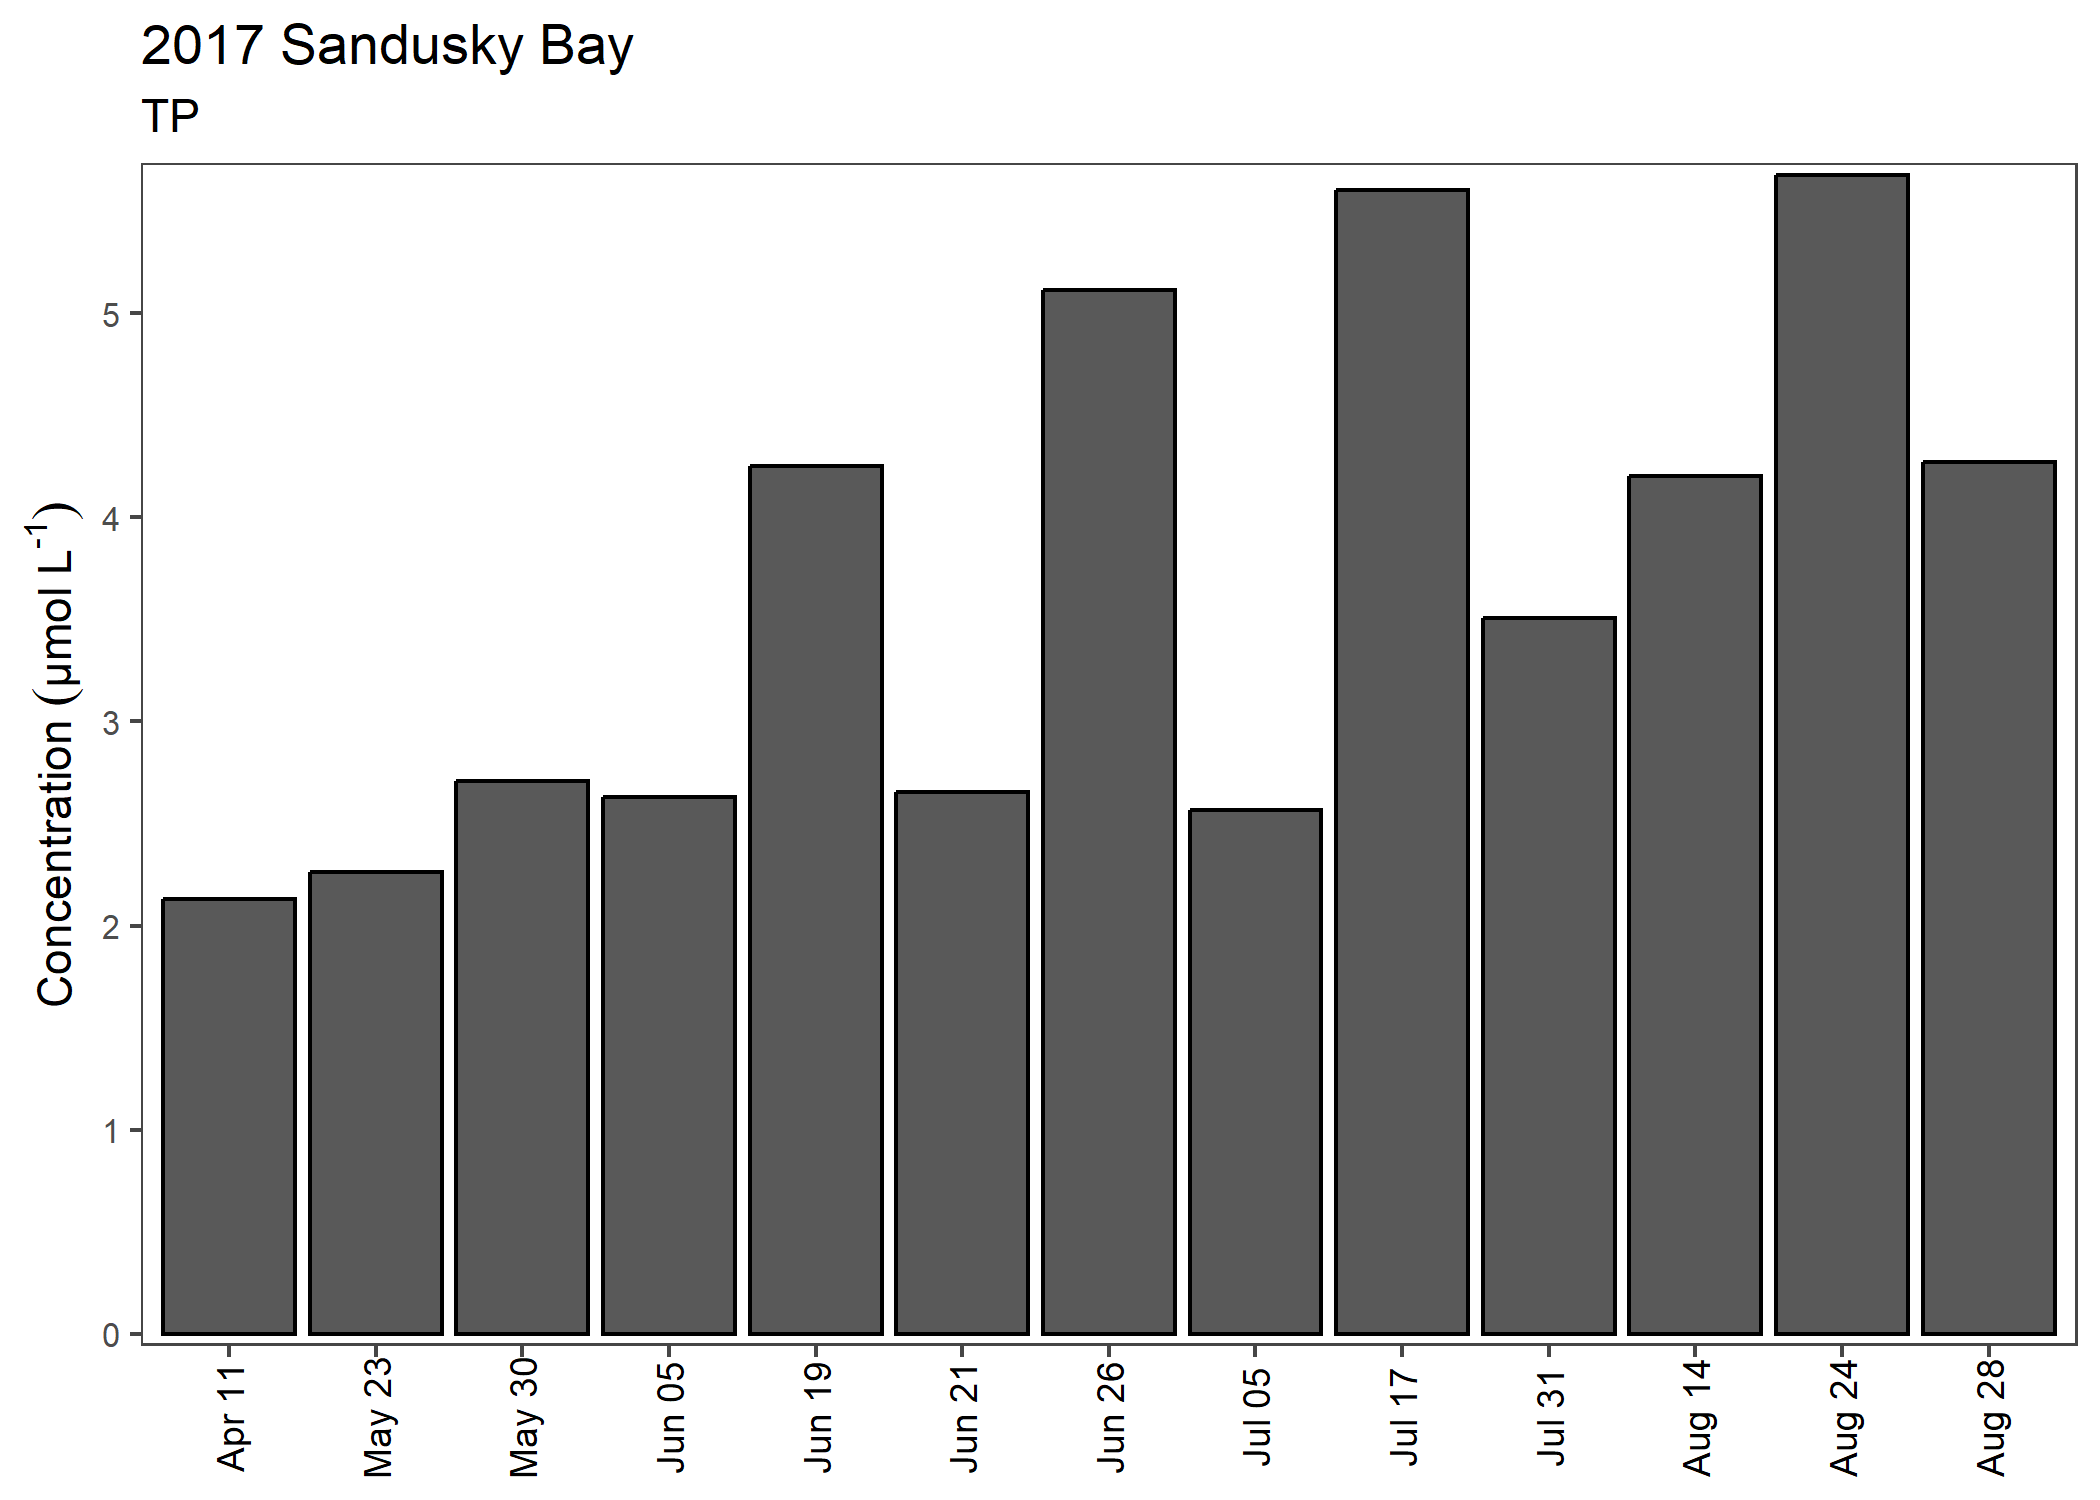 2017 Sandusky Bay
TP
Concentration (µmol L⁻¹)
5
4
3
2
1
0
Apr 11
May 23
May 30
Jun 05
Jun 19
Jun 21
Jun 26
Jul 05
Jul 17
Jul 31
Aug 14
Aug 24
Aug 28